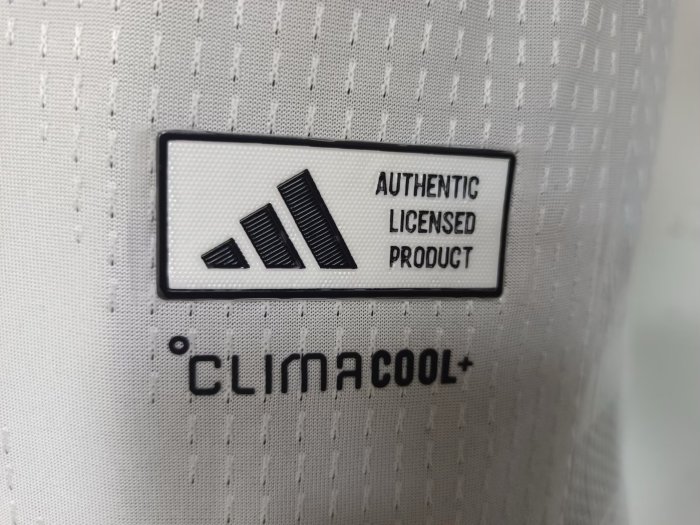 AUTHENTIC
LICENSED
PRODUCT
°CLIMACOOL+